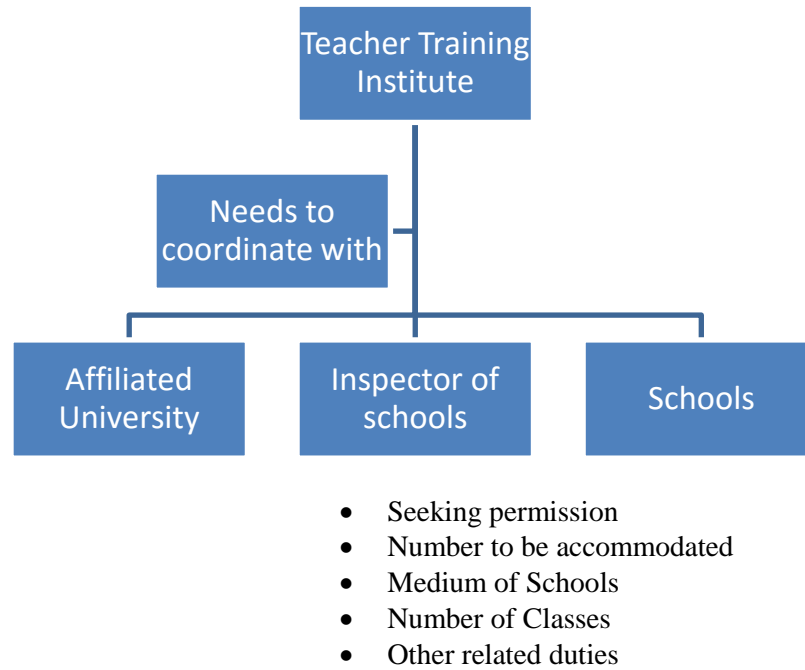 Teacher Training
Institute
Needs to
coordinate with
Affiliated
University
Inspector of
schools
Schools
• Seeking permission
• Number to be accommodated
• Medium of Schools
• Number of Classes
• Other related duties